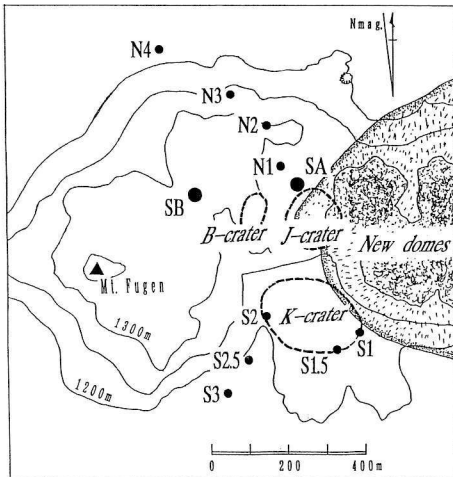 N4
Nmag.
N3
N2
N1
SA
SB
B-crater
J-crater
New domes
Mt. Fugen
K-crater
S2
S1
1300m
S2.5
S1.5
1200m
S3
0 200 400m